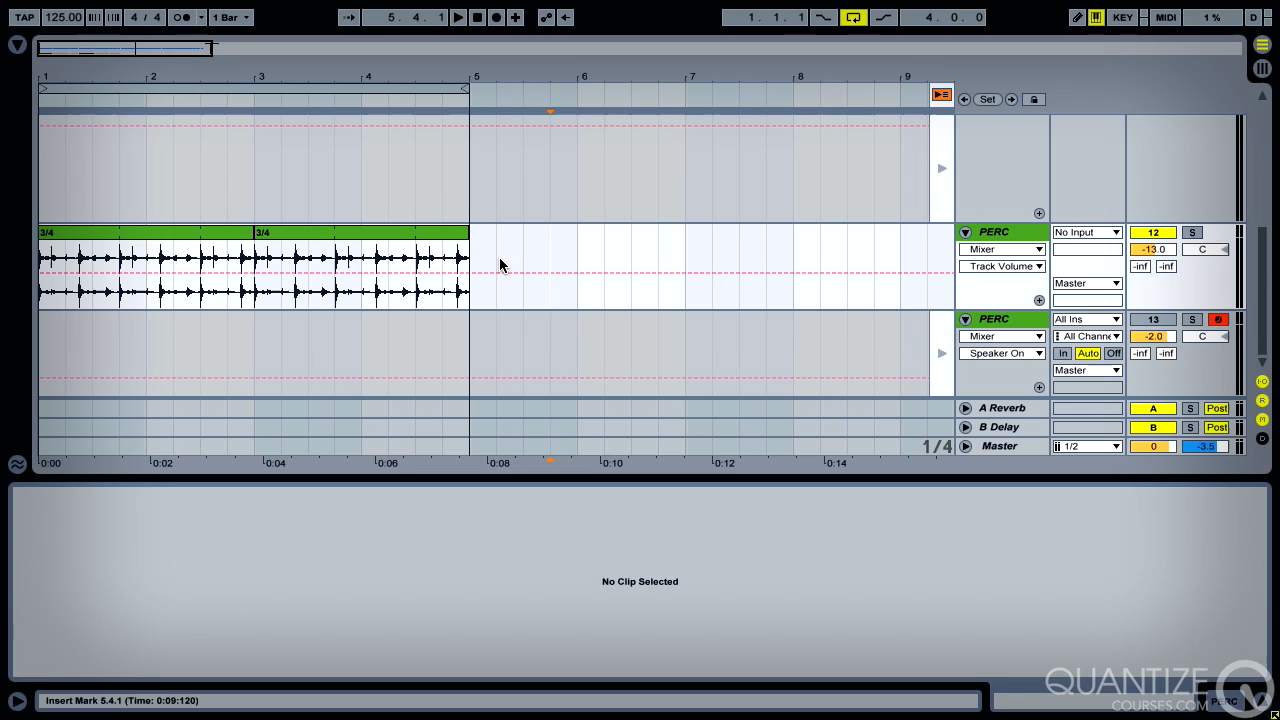 TAP 125.00 4 / 4 1 Bar 5. 4. 1 1. 1. 1 4. 0. 0 KEY MIDI 1 % D
1 2 3 4 5 6 7 8 9
Set
3/4 3/4 PERC No Input 12 S
Mixer -13.0 C
Track Volume -inf -inf
Master
PERC All Ins 13 S
Mixer All Channe -2.0 C
Speaker On In Auto Off -inf -inf
Master
A Reverb A S Post
B Delay B S Post
1/4 Master 1/2 0 -3.5
0:00 0:02 0:04 0:06 0:08 0:10 0:12 0:14
I·O
R
M
D
No Clip Selected
QUANTIZE
COURSES.COM
Insert Mark 5.4.1 (Time: 0:09:120) PERC